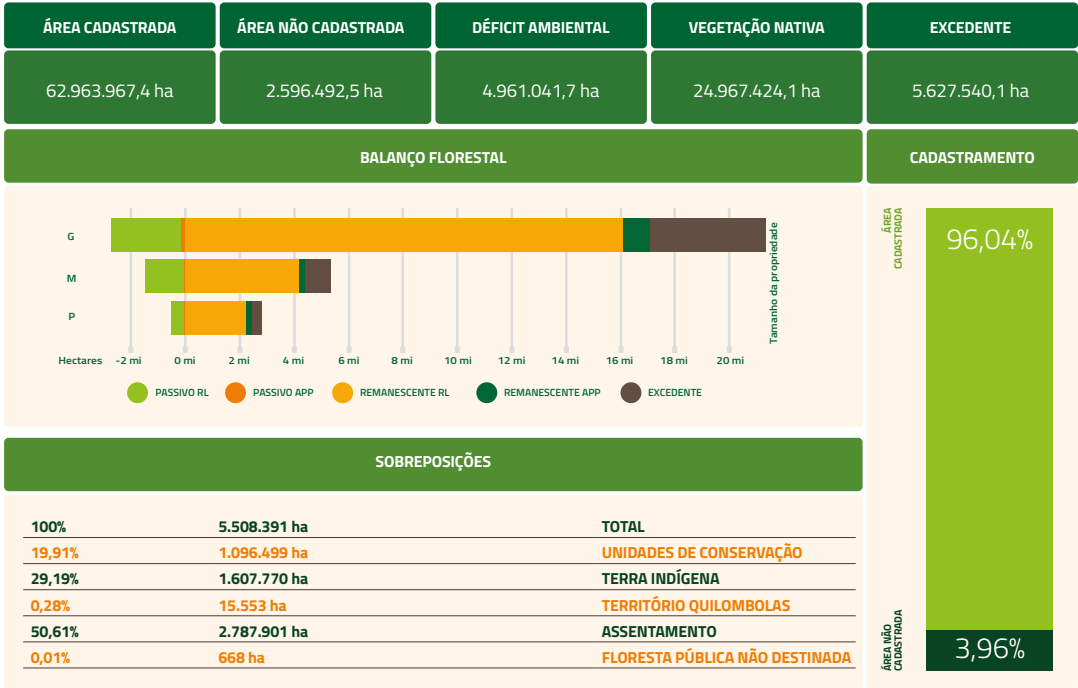 ÁREA CADASTRADA
ÁREA NÃO CADASTRADA
DÉFICIT AMBIENTAL
VEGETAÇÃO NATIVA
EXCEDENTE
62.963.967,4 ha
2.596.492,5 ha
4.961.041,7 ha
24.967.424,1 ha
5.627.540,1 ha
BALANÇO FLORESTAL
CADASTRAMENTO
G
M
P
Tamanho da propriedade
Hectares -2 mi 0 mi 2 mi 4 mi 6 mi 8 mi 10 mi 12 mi 14 mi 16 mi 18 mi 20 mi
PASSIVO RL
PASSIVO APP
REMANESCENTE RL
REMANESCENTE APP
EXCEDENTE
ÁREA
CADASTRADA
96,04%
ÁREA NÃO
CADASTRADA
3,96%
SOBREPOSIÇÕES
100% 5.508.391 ha TOTAL
19,91% 1.096.499 ha UNIDADES DE CONSERVAÇÃO
29,19% 1.607.770 ha TERRA INDÍGENA
0,28% 15.553 ha TERRITÓRIO QUILOMBOLAS
50,61% 2.787.901 ha ASSENTAMENTO
0,01% 668 ha FLORESTA PÚBLICA NÃO DESTINADA